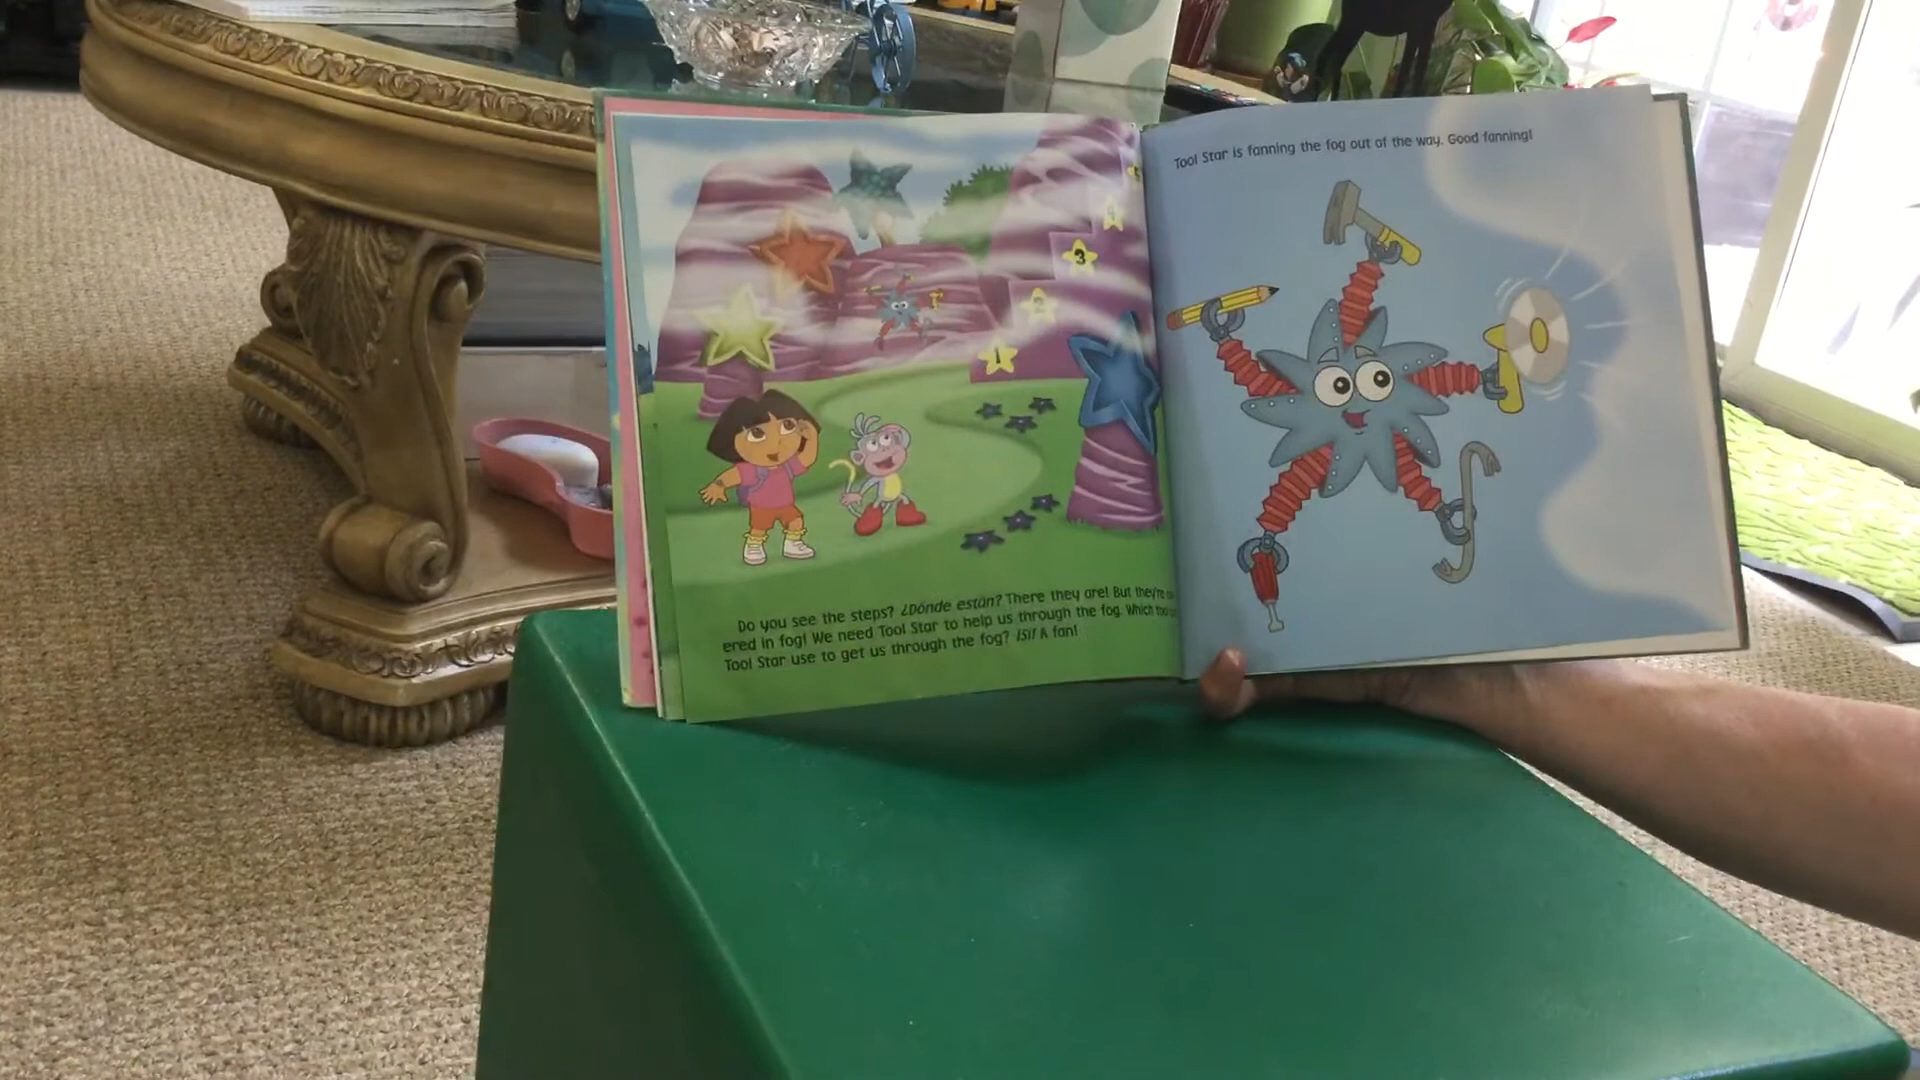 Do you see the steps? ¿Dónde están? There they are! But they're
ered in fog! We need Tool Star to help us through the fog. Which
Tool Star use to get us through the fog? ¡Sí! A fan!
1
2
3
4
5
Tool Star is fanning the fog out of the way. Good fanning!